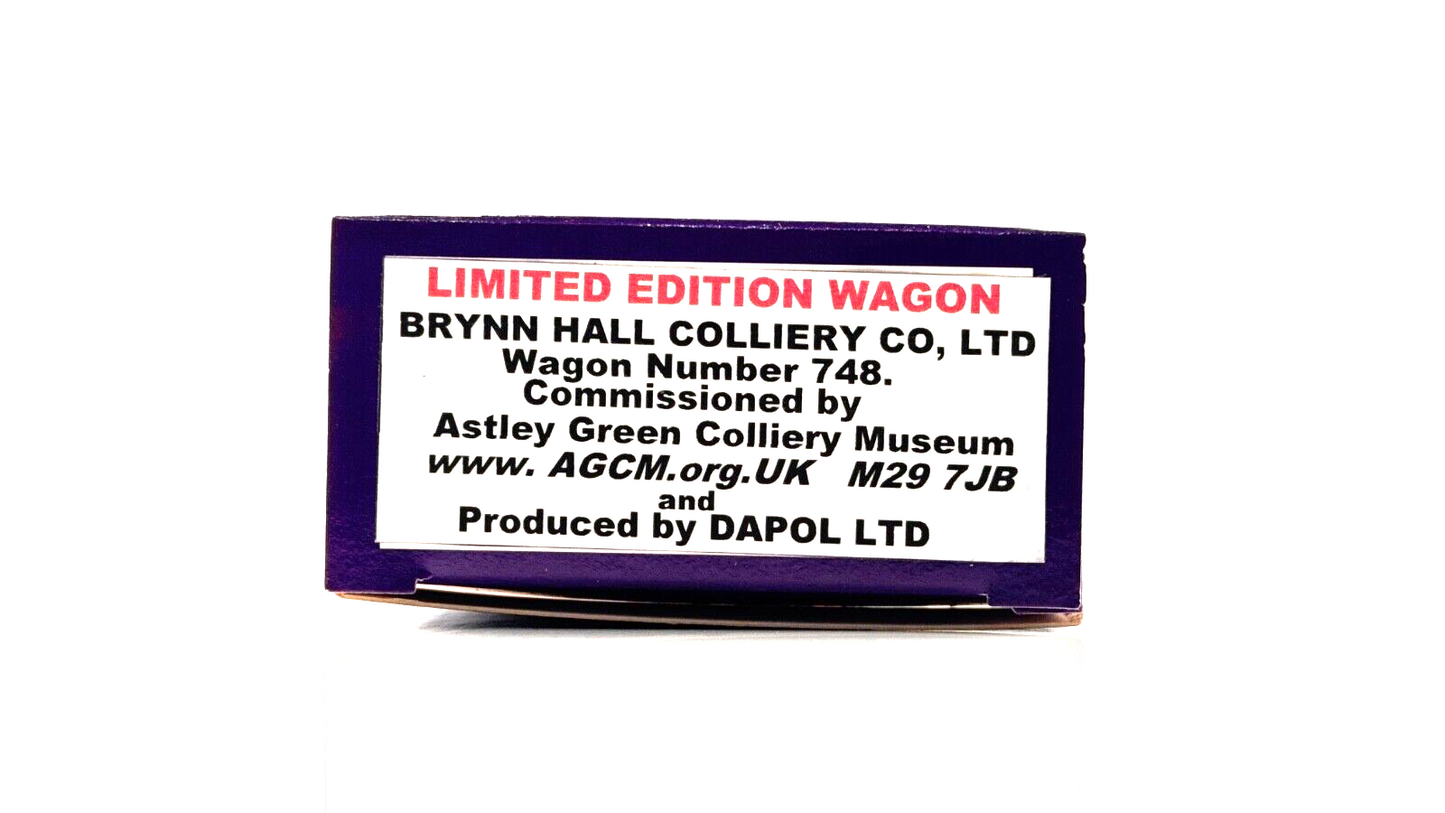 LIMITED EDITION WAGON
BRYNN HALL COLLIERY CO, LTD
Wagon Number 748.
Commissioned by
Astley Green Colliery Museum
www. AGCM.org.UK M29 7JB
and
Produced by DAPOL LTD